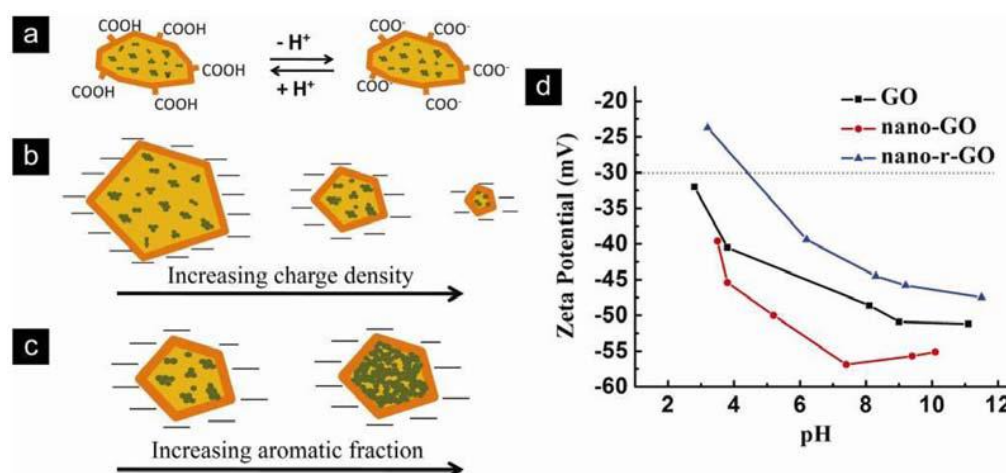 a
COOH
COOH
COOH
COOH
COOH
- H⁺
+ H⁺
COO⁻
COO⁻
COO⁻
COO⁻
COO⁻
b
Increasing charge density
c
Increasing aromatic fraction
d
GO
nano-GO
nano-r-GO
Zeta Potential (mV)
-20
-25
-30
-35
-40
-45
-50
-55
-60
2 4 6 8 10 12
pH